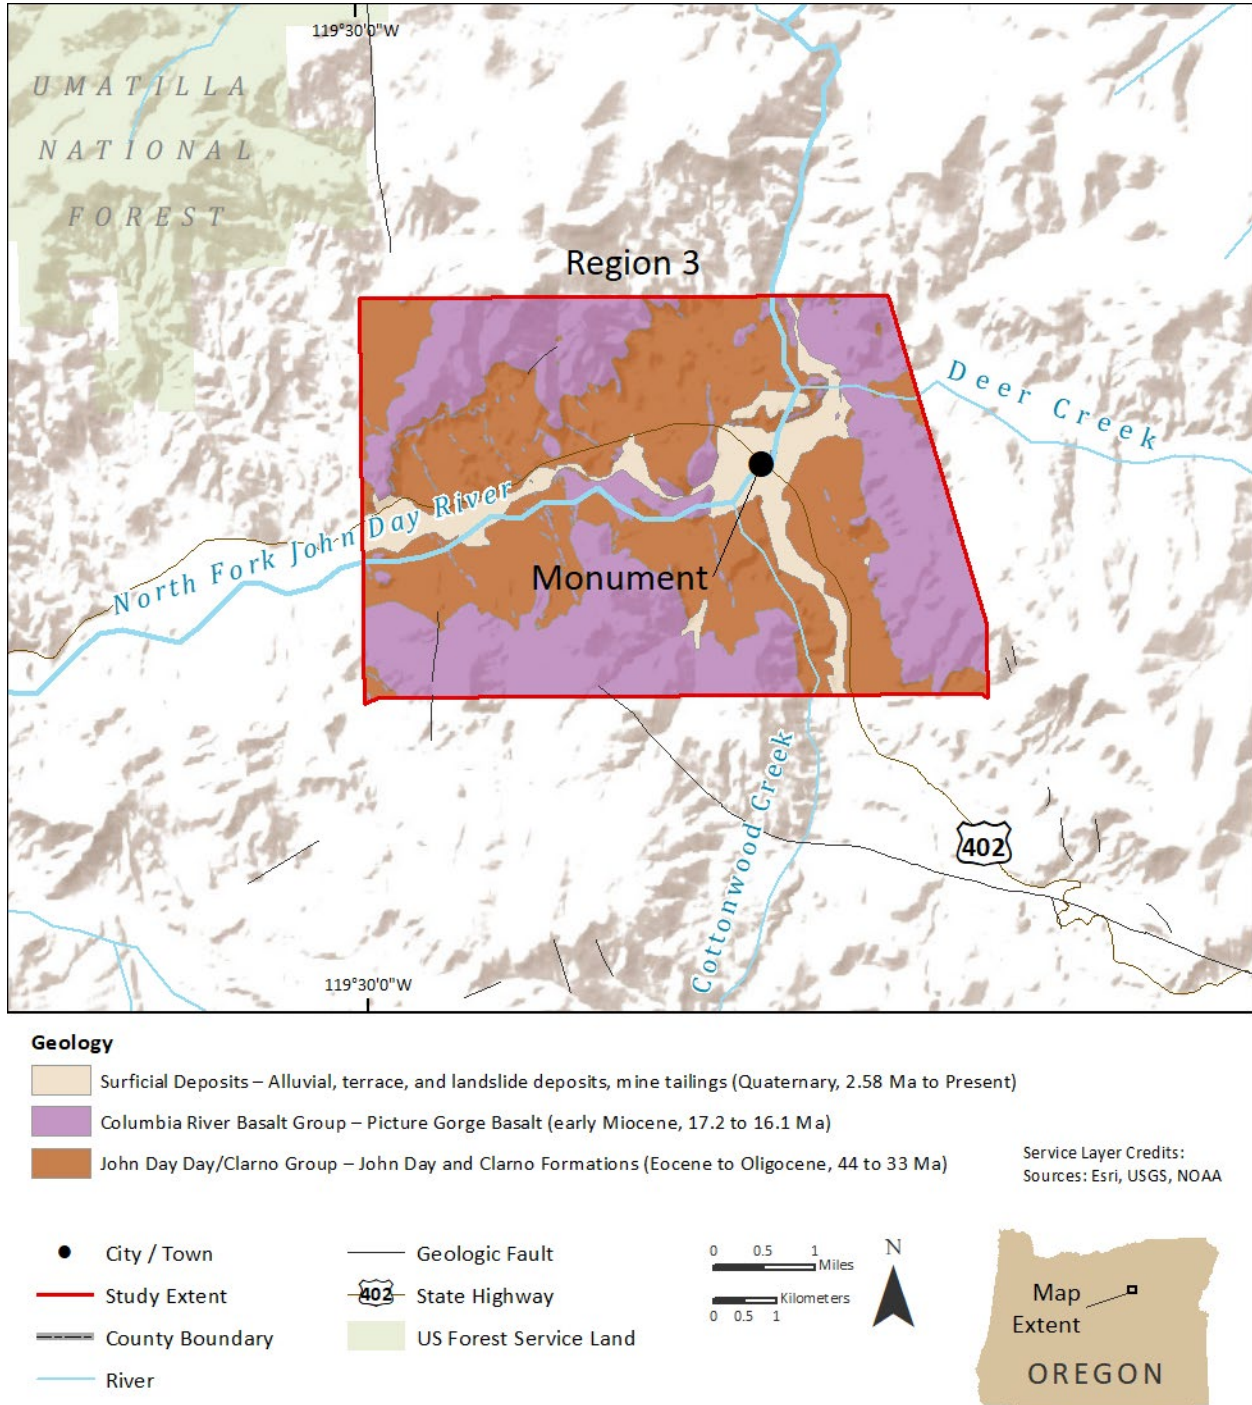 119°30'0"W
UMATILLA
NATIONAL
FOREST
Region 3
Deer Creek
North Fork John Day River
Monument
Cottonwood Creek
402
119°30'0"W
Geology
Surficial Deposits – Alluvial, terrace, and landslide deposits, mine tailings (Quaternary, 2.58 Ma to Present)
Columbia River Basalt Group – Picture Gorge Basalt (early Miocene, 17.2 to 16.1 Ma)
John Day Day/Clarno Group – John Day and Clarno Formations (Eocene to Oligocene, 44 to 33 Ma)
Service Layer Credits:
Sources: Esri, USGS, NOAA
City / Town
Study Extent
County Boundary
River
Geologic Fault
402 State Highway
US Forest Service Land
0 0.5 1
Miles
Kilometers
0 0.5 1
N
Map
Extent
OREGON